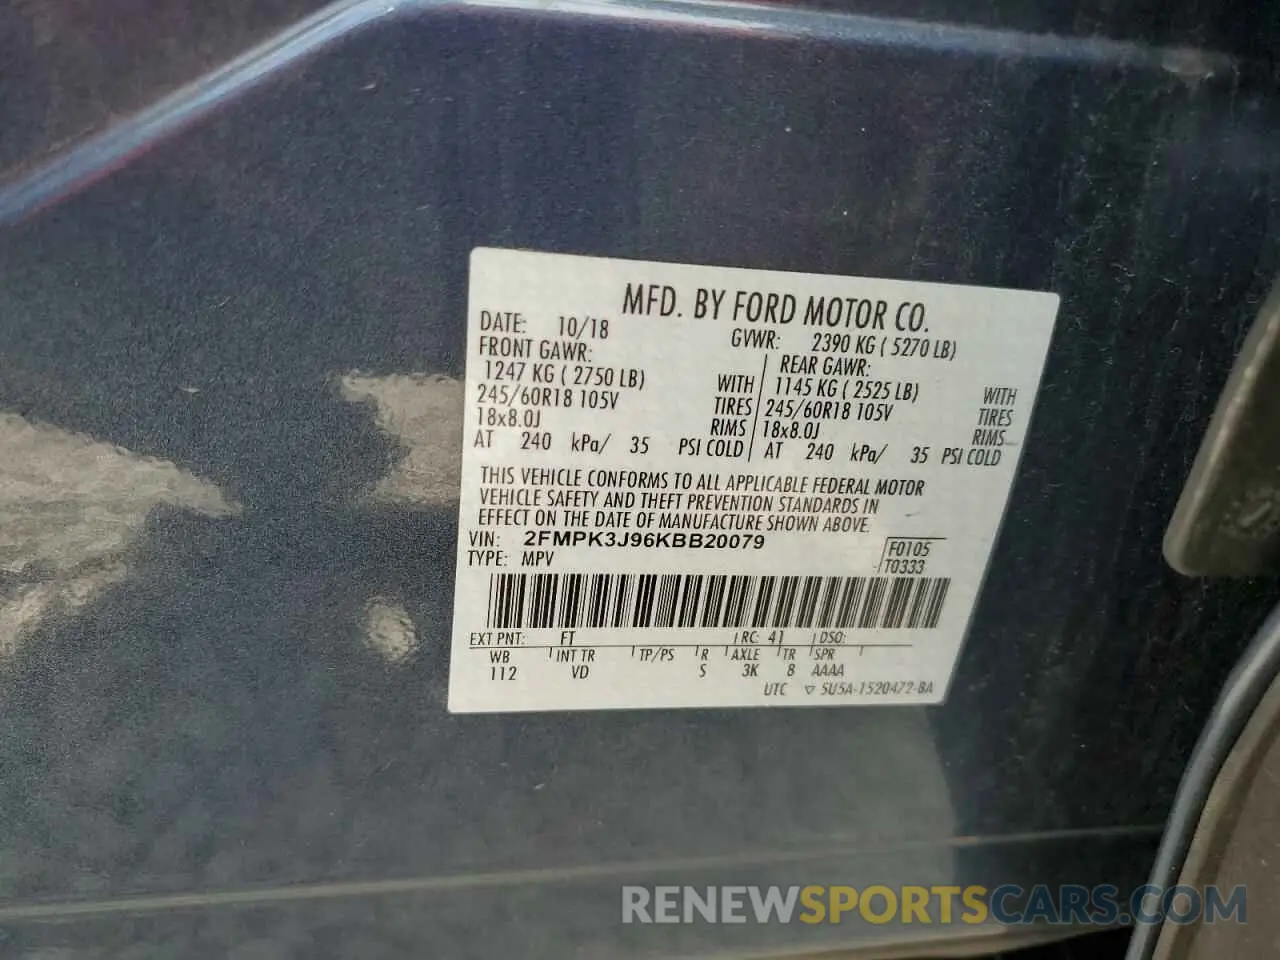 MFD. BY FORD MOTOR CO.
DATE: 10/18 GVWR: 2390 KG ( 5270 LB)
FRONT GAWR: REAR GAWR:
1247 KG ( 2750 LB) WITH 1145 KG ( 2525 LB) WITH
245/60R18 105V TIRES 245/60R18 105V TIRES
18x8.0J RIMS 18x8.0J RIMS
AT 240 kPa/ 35 PSI COLD AT 240 kPa/ 35 PSI COLD
THIS VEHICLE CONFORMS TO ALL APPLICABLE FEDERAL MOTOR
VEHICLE SAFETY AND THEFT PREVENTION STANDARDS IN
EFFECT ON THE DATE OF MANUFACTURE SHOWN ABOVE.
VIN: 2FMPK3J96KBB20079
TYPE: MPV
F0105
T0333
EXT PNT: FT RC: 41 DSO:
WB INT TR TP/PS R AXLE TR SPR
112 VD S 3K 8 AAAA
UTC ▽ 5U5A-1520472-BA
RENEWSPORTSCARS.COM